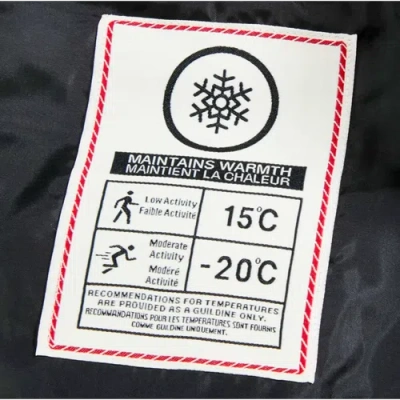 MAINTAINS WARMTH
MAINTIENT LA CHALEUR
Low Activity
Faible Activité
15°C
Moderate
Activity
Modéré
Activité
-20°C
RECOMMENDATIONS FOR TEMPERATURES
ARE PROVIDED AS A GUILDINE ONLY.
RECOMMANDATIONS POUR LES TEMPERATURES SONT FOURNIS
COMME GUILDINE UNIQUEMENT.